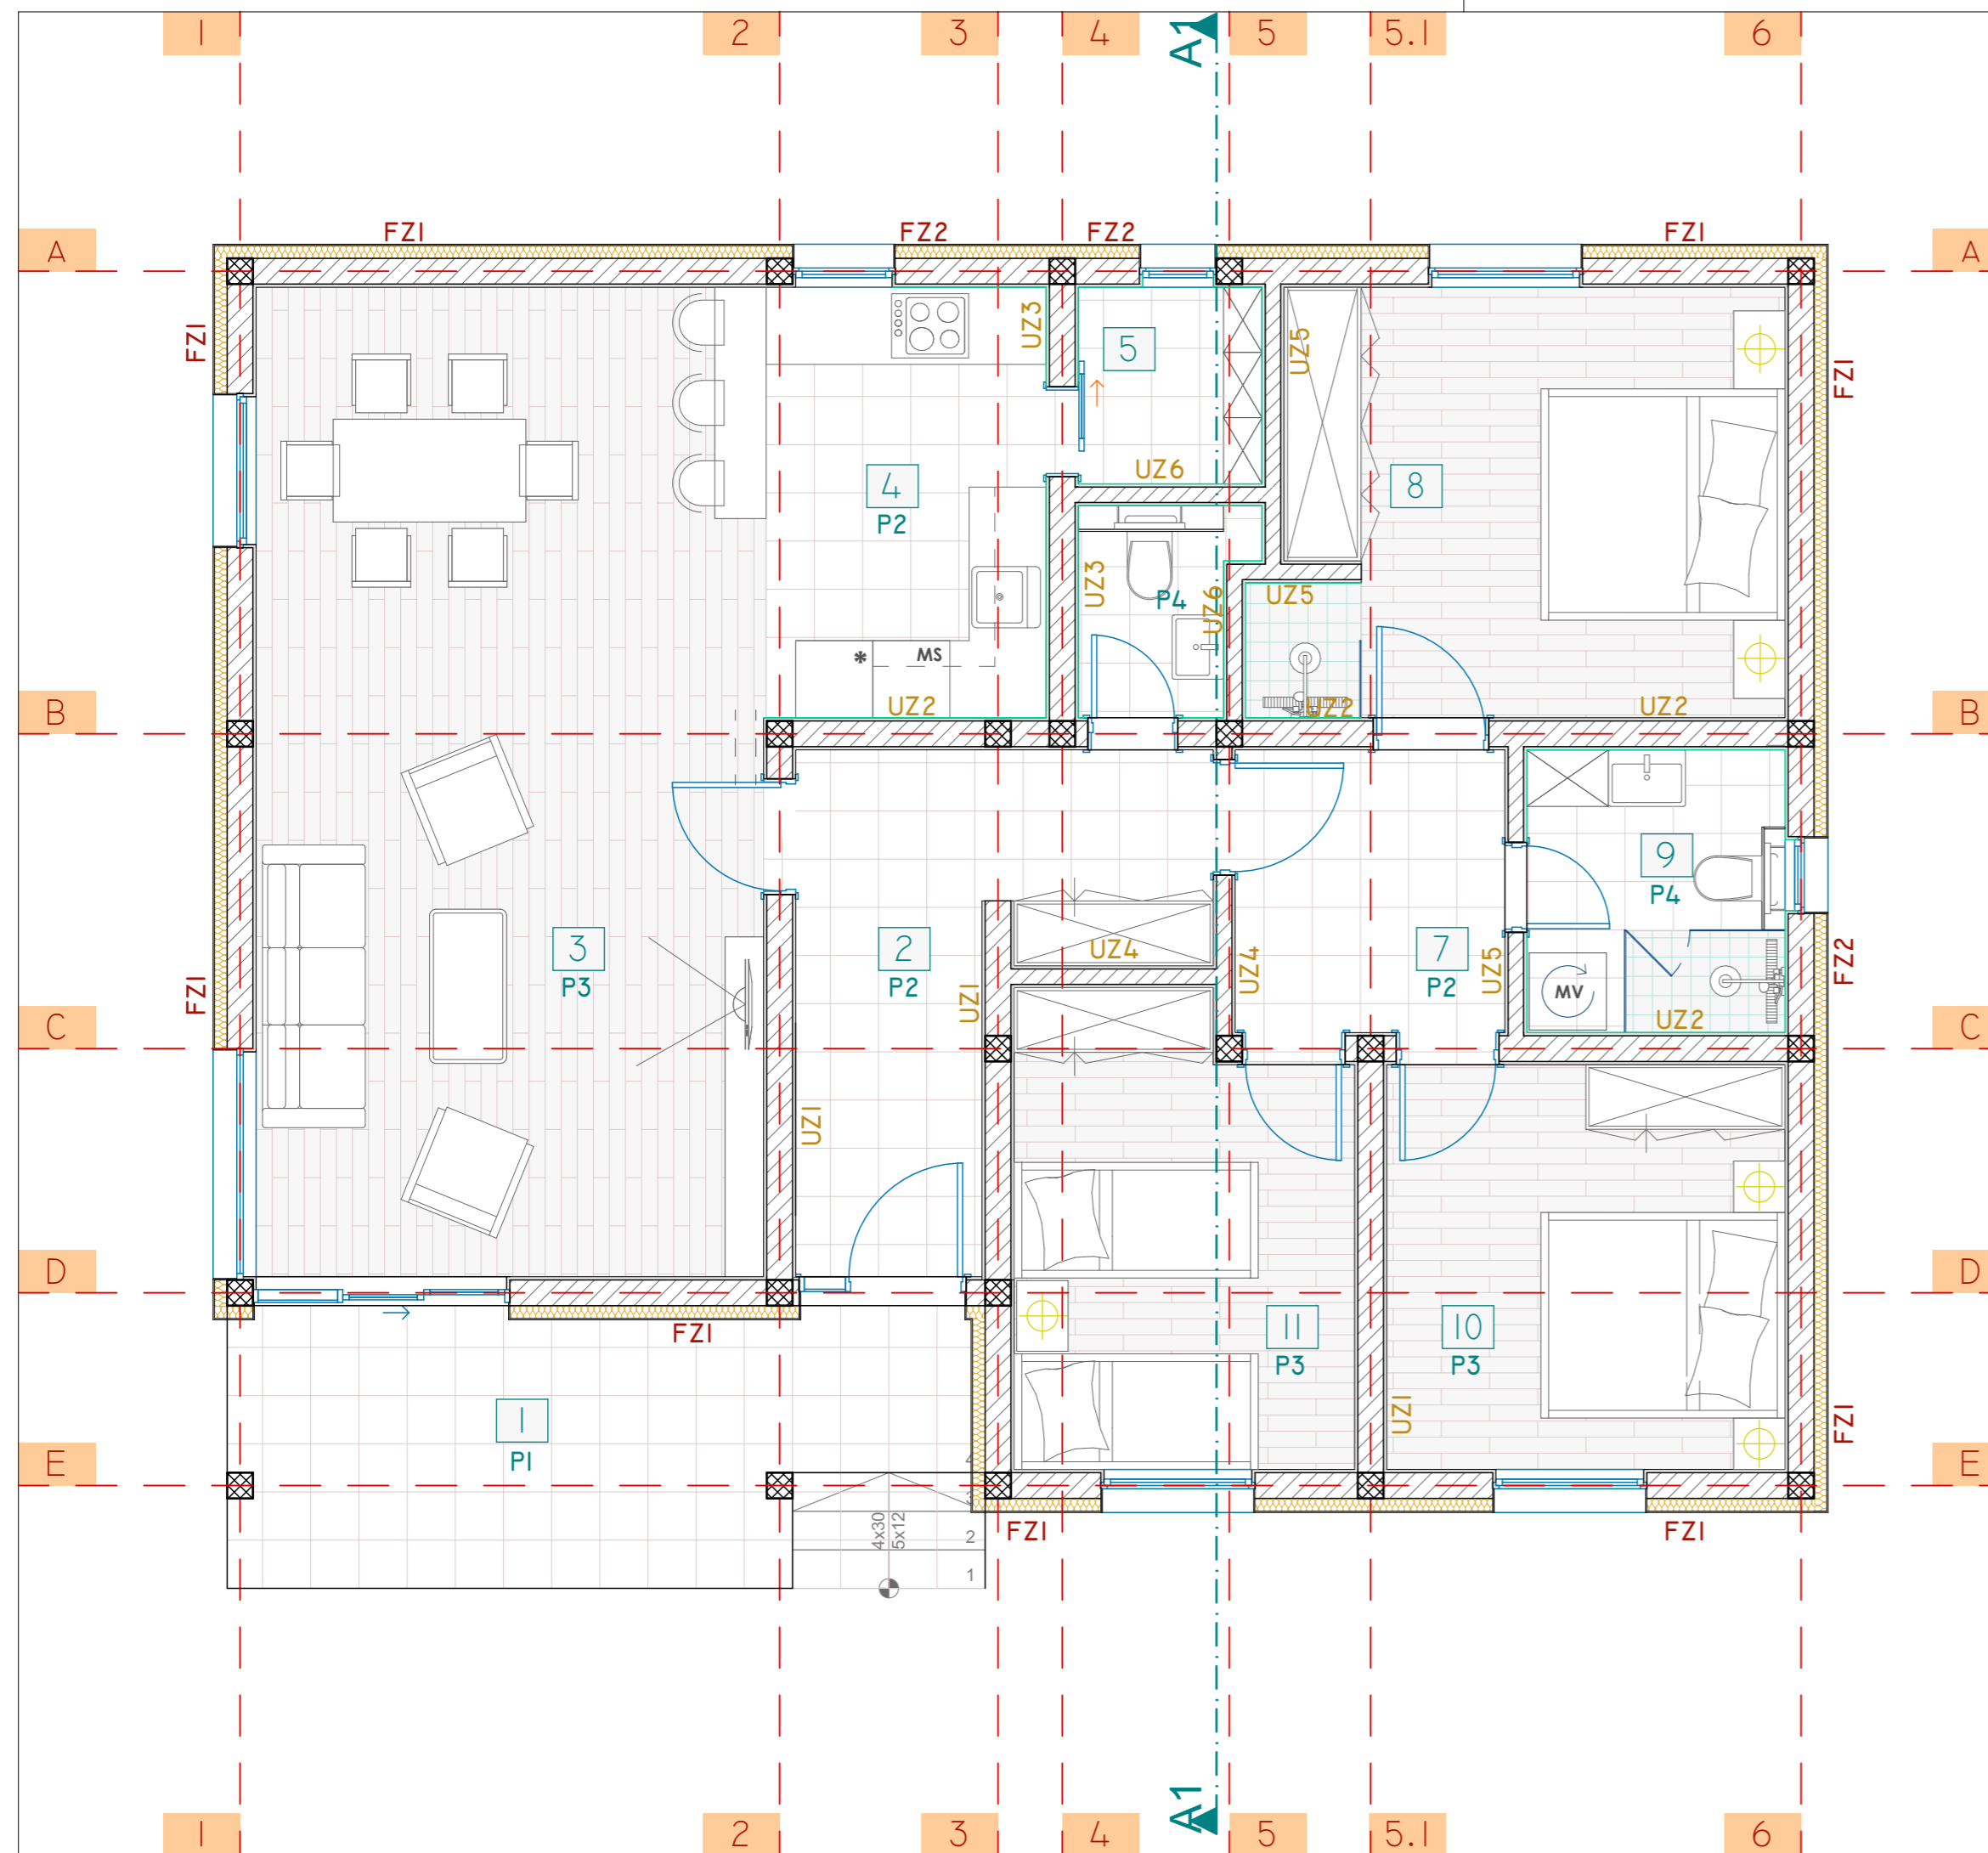 1 2 3 4 A1 5 5.1 6
FZ1 FZ2 FZ2 FZ1
A A
FZ1 UZ3 5 UZ5 FZ1
UZ6
4 8
P2
UZ3 P4 UZ6 UZ5
* MS
UZ2 UZ2 UZ2
B B
9
P4
3 2 UZ4 7
P3 P2 P2
FZ1 UZ1 UZ4 UZ5 MV FZ2
UZ2
C C
UZ1
D D
FZ1 11 10
P3 P3
1 UZ1 FZ1
P1
E 4 E
3
4x30
5x12
2
1
FZ1 FZ1
A1
1 2 3 4 5 5.1 6